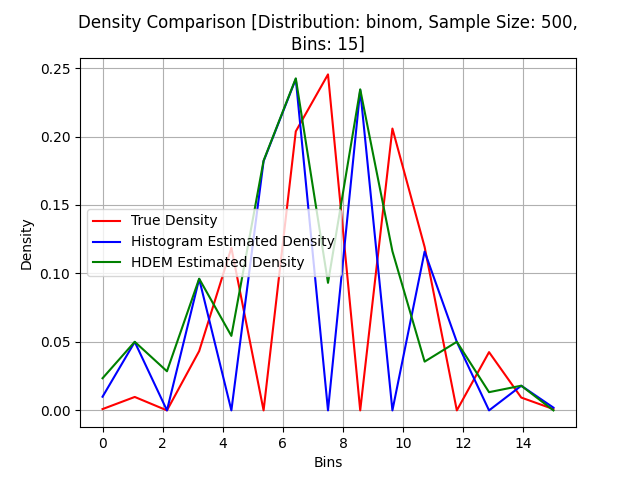 Density Comparison [Distribution: binom, Sample Size: 500,
Bins: 15]
0.25
0.20
0.15
0.10
0.05
0.00
Density
True Density
Histogram Estimated Density
HDEM Estimated Density
0 2 4 6 8 10 12 14
Bins